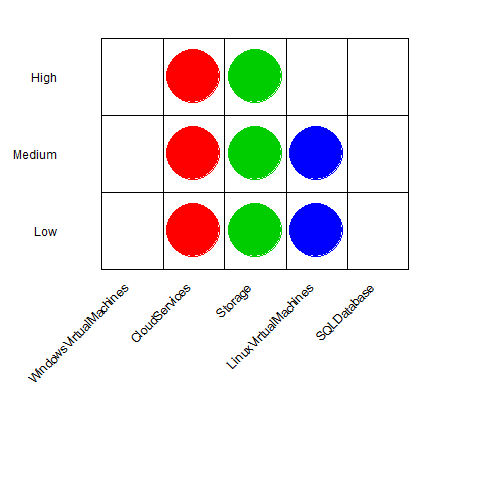 High
Medium
Low
WindowsVirtualMachines
CloudServices
Storage
LinuxVirtualMachines
SQLDatabase